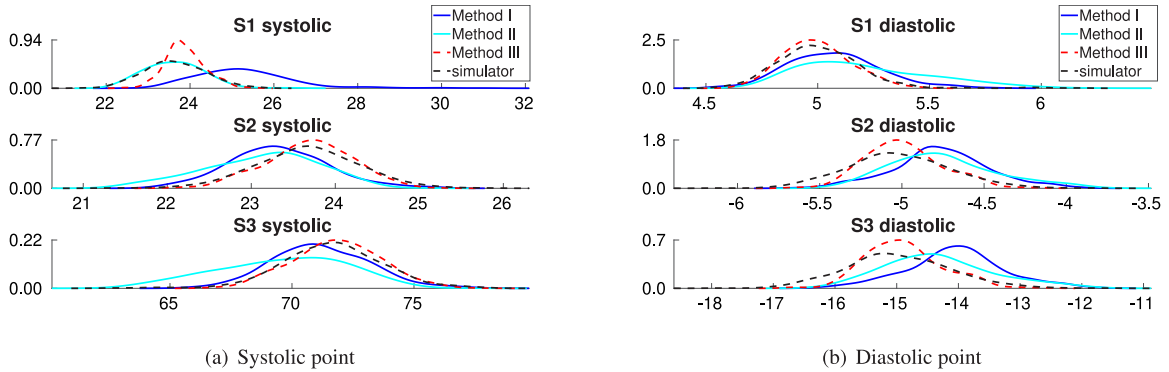 S1 systolic
0.94
0.00
22 24 26 28 30 32
Method I
Method II
Method III
simulator
S2 systolic
0.77
0.00
21 22 23 24 25 26
S3 systolic
0.22
0.00
65 70 75
(a) Systolic point
S1 diastolic
2.5
0.00
4.5 5 5.5 6
Method I
Method II
Method III
simulator
S2 diastolic
1.8
0.0
-6 -5.5 -5 -4.5 -4 -3.5
S3 diastolic
0.7
0.0
-18 -17 -16 -15 -14 -13 -12 -11
(b) Diastolic point